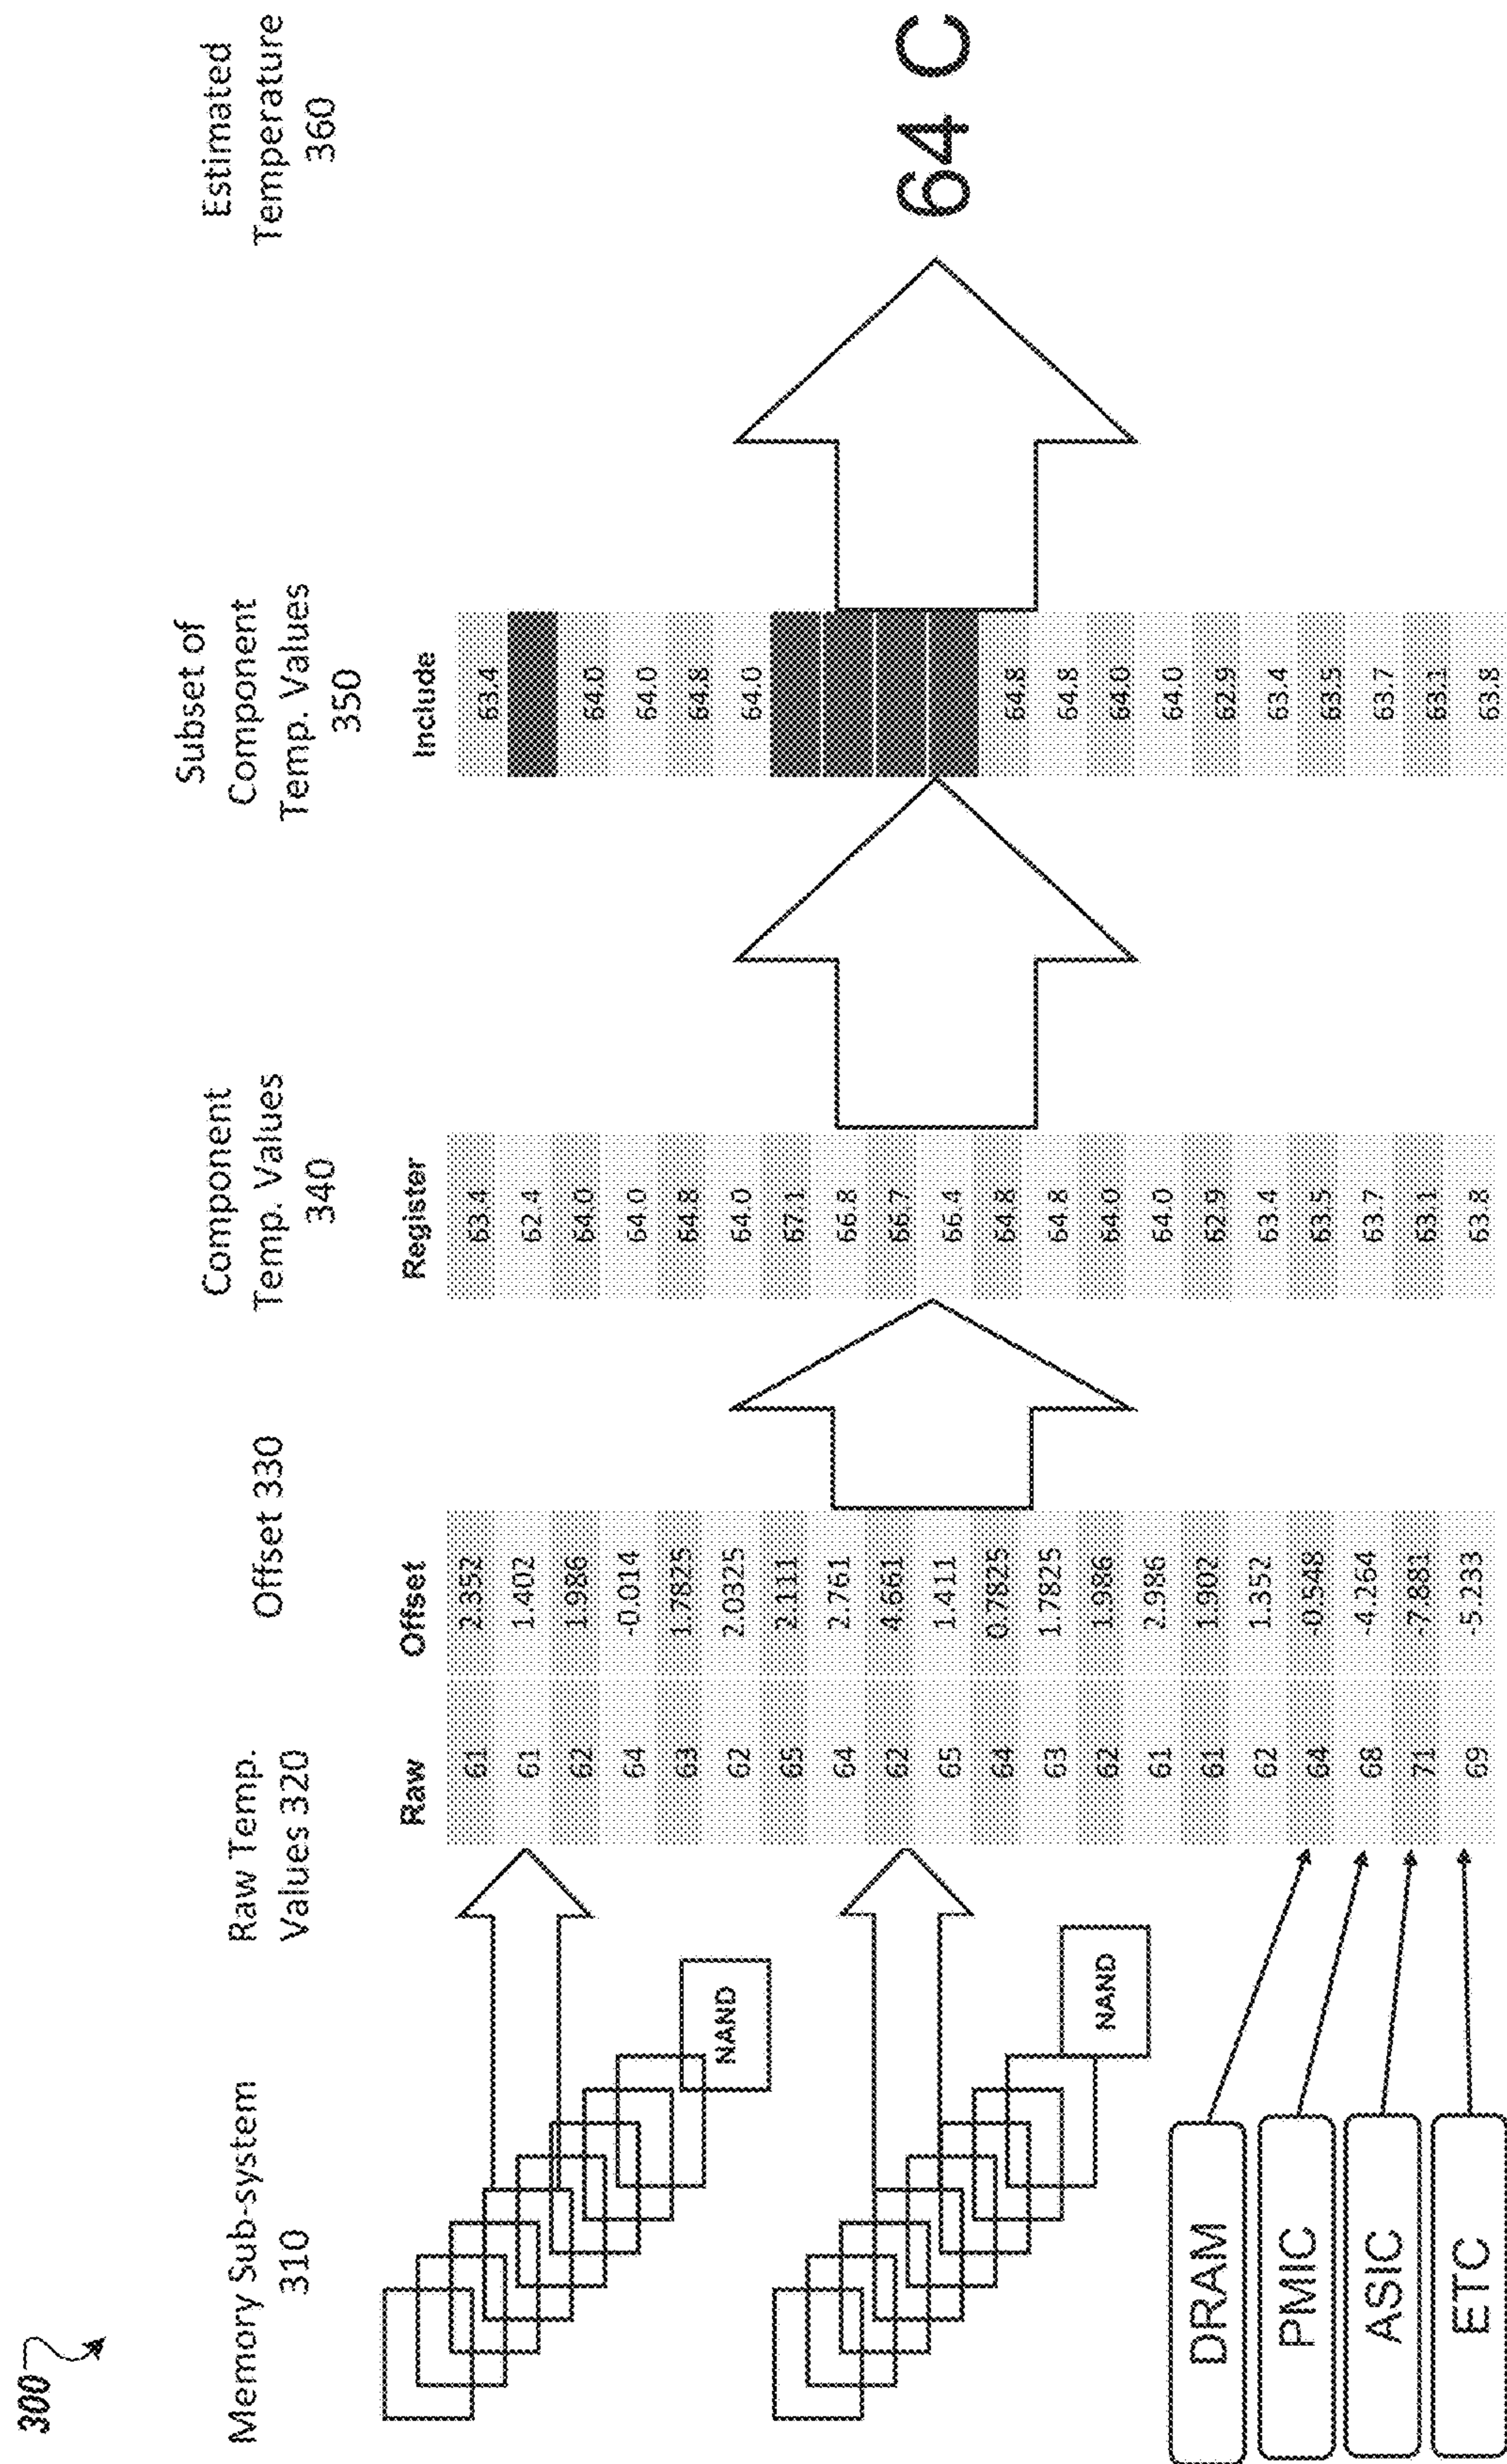 300
Memory Sub-system
310
Raw Temp.
Values 320
Offset 330
Component
Temp. Values
340
Subset of
Component
Temp. Values
350
Estimated
Temperature
360
Raw Offset Register Include
61 2.352 63.4 63.4
61 1.402 62.4
62 1.986 64.0 64.0
64 -0.014 64.0 64.0
63 1.7825 64.8 64.8
62 2.0325 64.0 64.0
65 2.111 67.1
64 2.761 66.8
62 4.661 66.7
65 1.411 66.4
64 0.7825 64.8 64.8
63 1.7825 64.8 64.8
62 1.986 64.0 64.0
61 2.986 64.0 64.0
61 1.902 62.9 62.9
62 1.352 63.4 63.4
64 -0.548 63.5 63.5
68 -4.264 63.7 63.7
71 -7.881 63.1 63.1
69 -5.233 63.8 63.8
NAND
NAND
DRAM
PMIC
ASIC
ETC
64 C